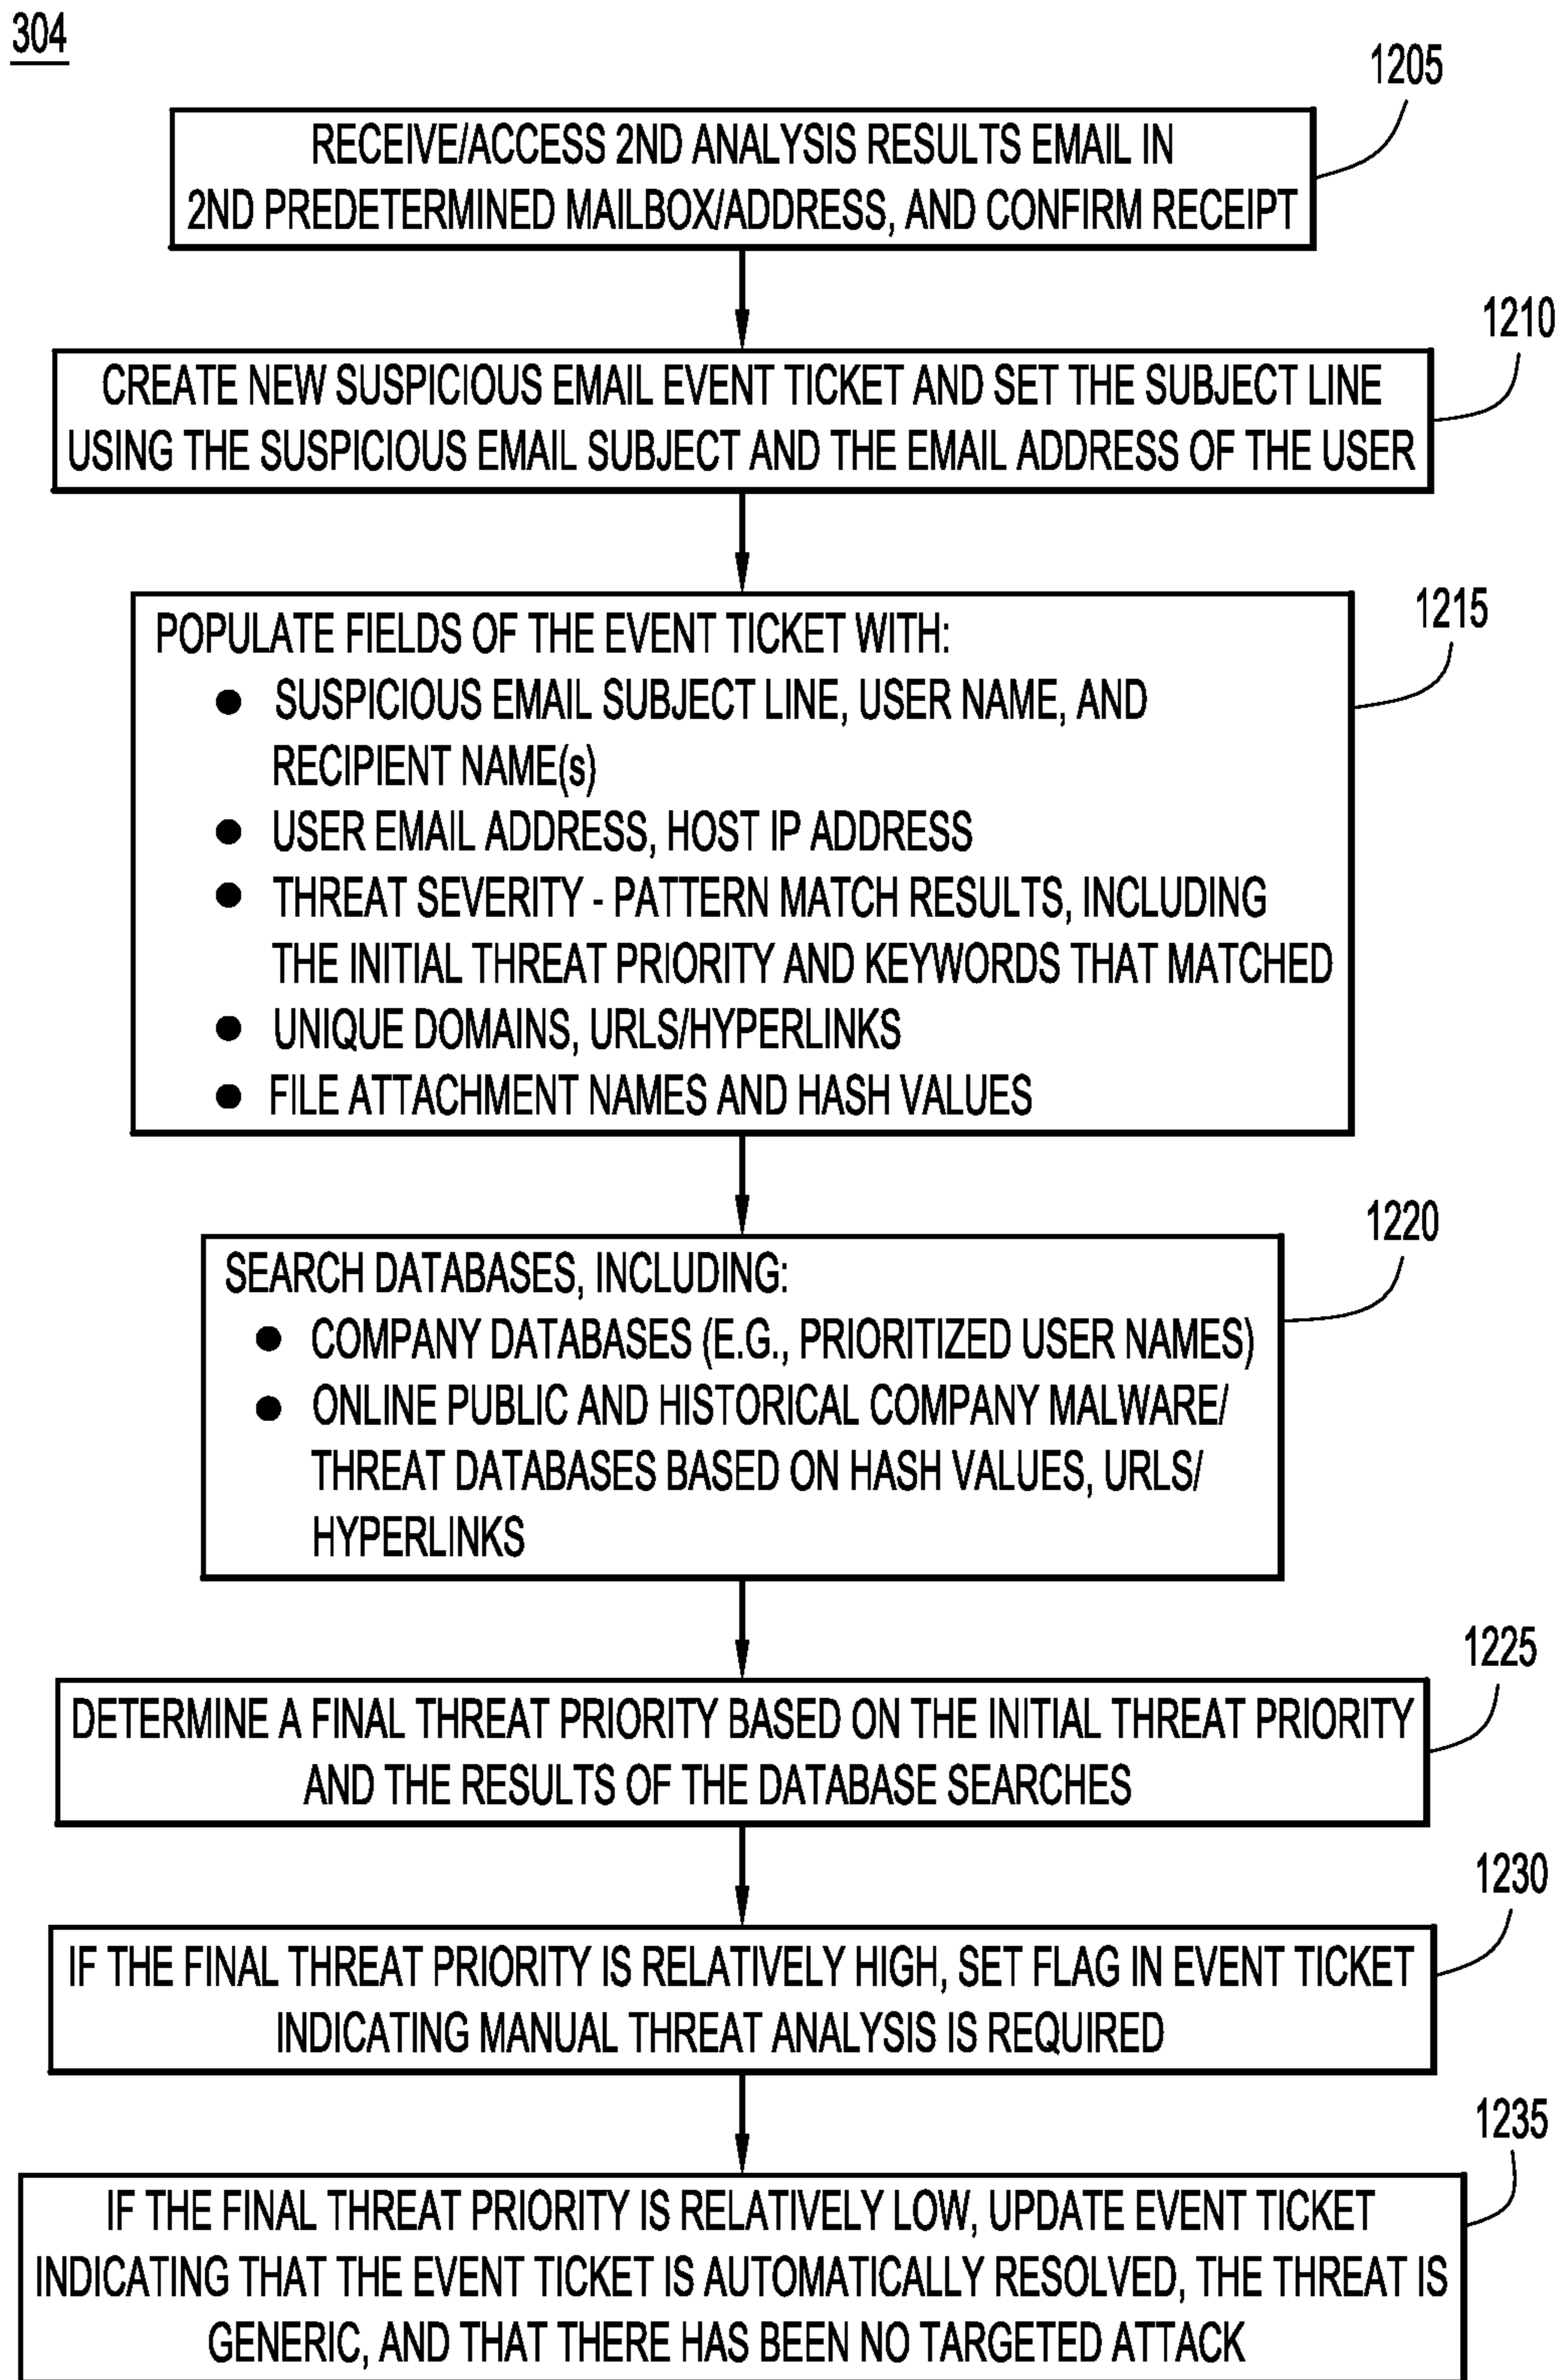 304
1205
RECEIVE/ACCESS 2ND ANALYSIS RESULTS EMAIL IN
2ND PREDETERMINED MAILBOX/ADDRESS, AND CONFIRM RECEIPT
1210
CREATE NEW SUSPICIOUS EMAIL EVENT TICKET AND SET THE SUBJECT LINE
USING THE SUSPICIOUS EMAIL SUBJECT AND THE EMAIL ADDRESS OF THE USER
1215
POPULATE FIELDS OF THE EVENT TICKET WITH:
● SUSPICIOUS EMAIL SUBJECT LINE, USER NAME, AND
RECIPIENT NAME(s)
● USER EMAIL ADDRESS, HOST IP ADDRESS
● THREAT SEVERITY - PATTERN MATCH RESULTS, INCLUDING
THE INITIAL THREAT PRIORITY AND KEYWORDS THAT MATCHED
● UNIQUE DOMAINS, URLS/HYPERLINKS
● FILE ATTACHMENT NAMES AND HASH VALUES
1220
SEARCH DATABASES, INCLUDING:
● COMPANY DATABASES (E.G., PRIORITIZED USER NAMES)
● ONLINE PUBLIC AND HISTORICAL COMPANY MALWARE/
THREAT DATABASES BASED ON HASH VALUES, URLS/
HYPERLINKS
1225
DETERMINE A FINAL THREAT PRIORITY BASED ON THE INITIAL THREAT PRIORITY
AND THE RESULTS OF THE DATABASE SEARCHES
1230
IF THE FINAL THREAT PRIORITY IS RELATIVELY HIGH, SET FLAG IN EVENT TICKET
INDICATING MANUAL THREAT ANALYSIS IS REQUIRED
1235
IF THE FINAL THREAT PRIORITY IS RELATIVELY LOW, UPDATE EVENT TICKET
INDICATING THAT THE EVENT TICKET IS AUTOMATICALLY RESOLVED, THE THREAT IS
GENERIC, AND THAT THERE HAS BEEN NO TARGETED ATTACK